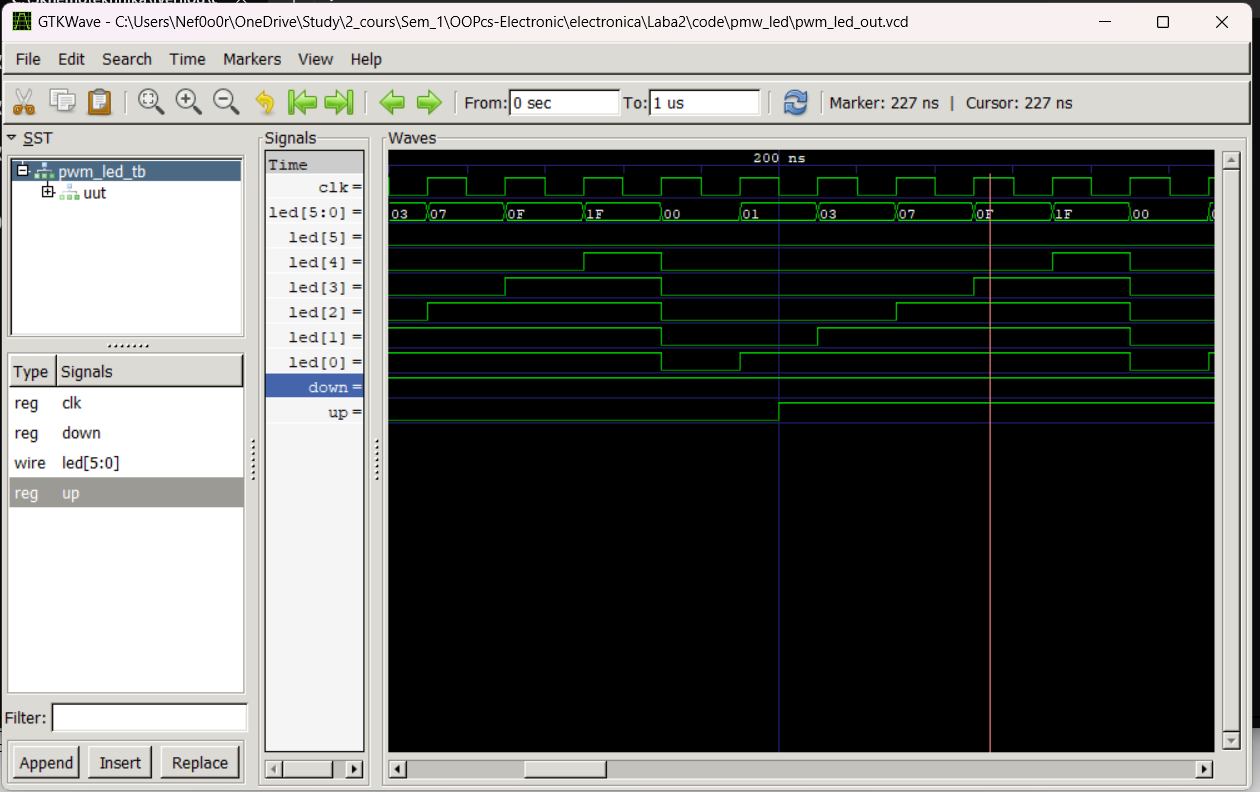 GTKWave - C:\Users\Nef0o0r\OneDrive\Study\2_cours\Sem_1\OOPcs-Electronic\electronica\Laba2\code\pmw_led\pwm_led_out.vcd
File Edit Search Time Markers View Help
From: 0 sec To: 1 us Marker: 227 ns | Cursor: 227 ns
SST
pwm_led_tb
uut
Type Signals
reg clk
reg down
wire led[5:0]
reg up
Filter:
Append Insert Replace
Signals
Time
clk =
led[5:0] =
led[5] =
led[4] =
led[3] =
led[2] =
led[1] =
led[0] =
down =
up =
Waves
200 ns
03 07 0F 1F 00 01 03 07 0F 1F 00